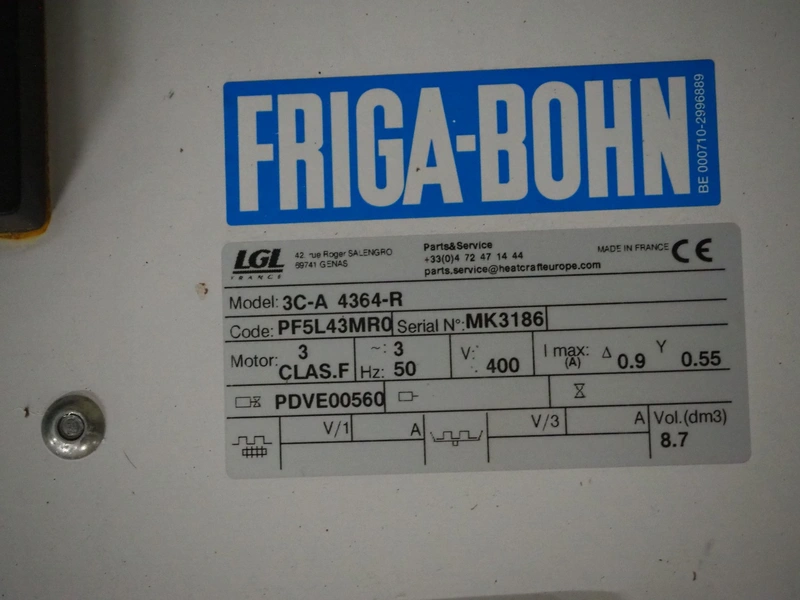 FRIGA-BOHN
BE 000710-2996889
LGL
FRANCE
42, rue Roger SALENGRO
69741 GENAS
Parts&Service
+33(0)4 72 47 14 44
parts.service@heatcrafteurope.com
MADE IN FRANCE CE
Model: 3C-A 4364-R
Code: PF5L43MR0 Serial N°: MK3186
Motor: 3 CLAS.F ~: 3 Hz: 50 V: 400 I max: (A) Δ 0.9 Y 0.55
PDVE00560
V/1 A V/3 A Vol.(dm3)
8.7